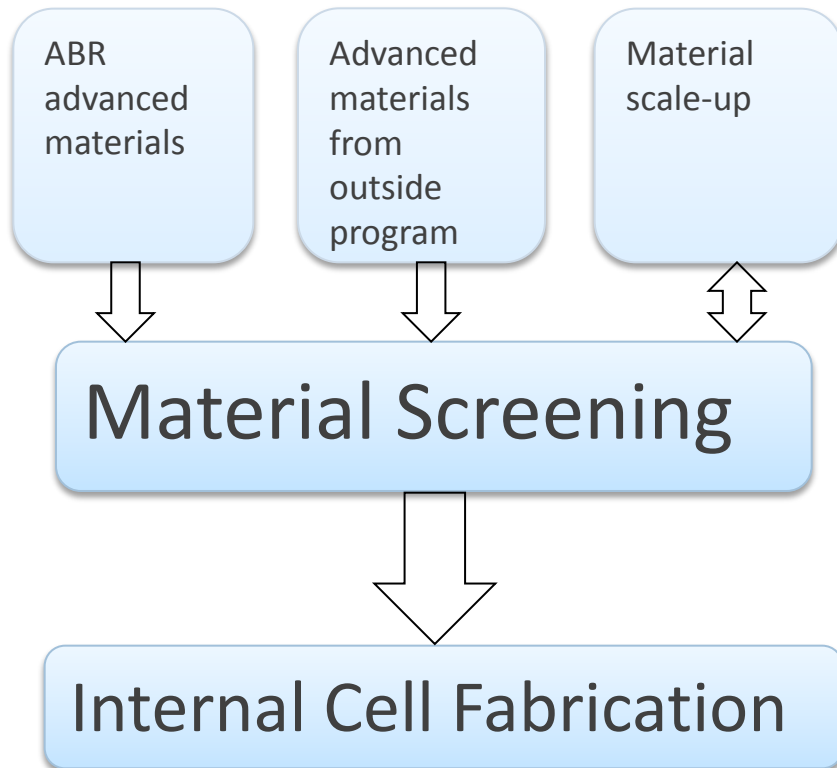 ABR
advanced
materials
Advanced
materials
from
outside
program
Material
scale-up
Material Screening
Internal Cell Fabrication